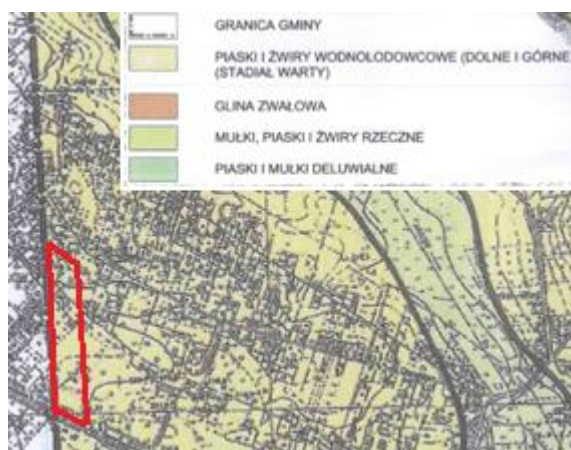 GRANICA GMINY
PIASKI I ŻWIRY WODNOLODOWCOWE (DOLNE I GÓRNE
(STADIAŁ WARTY)
GLINA ZWAŁOWA
MUŁKI, PIASKI I ŻWIRY RZECZNE
PIASKI I MUŁKI DELUWIALNE